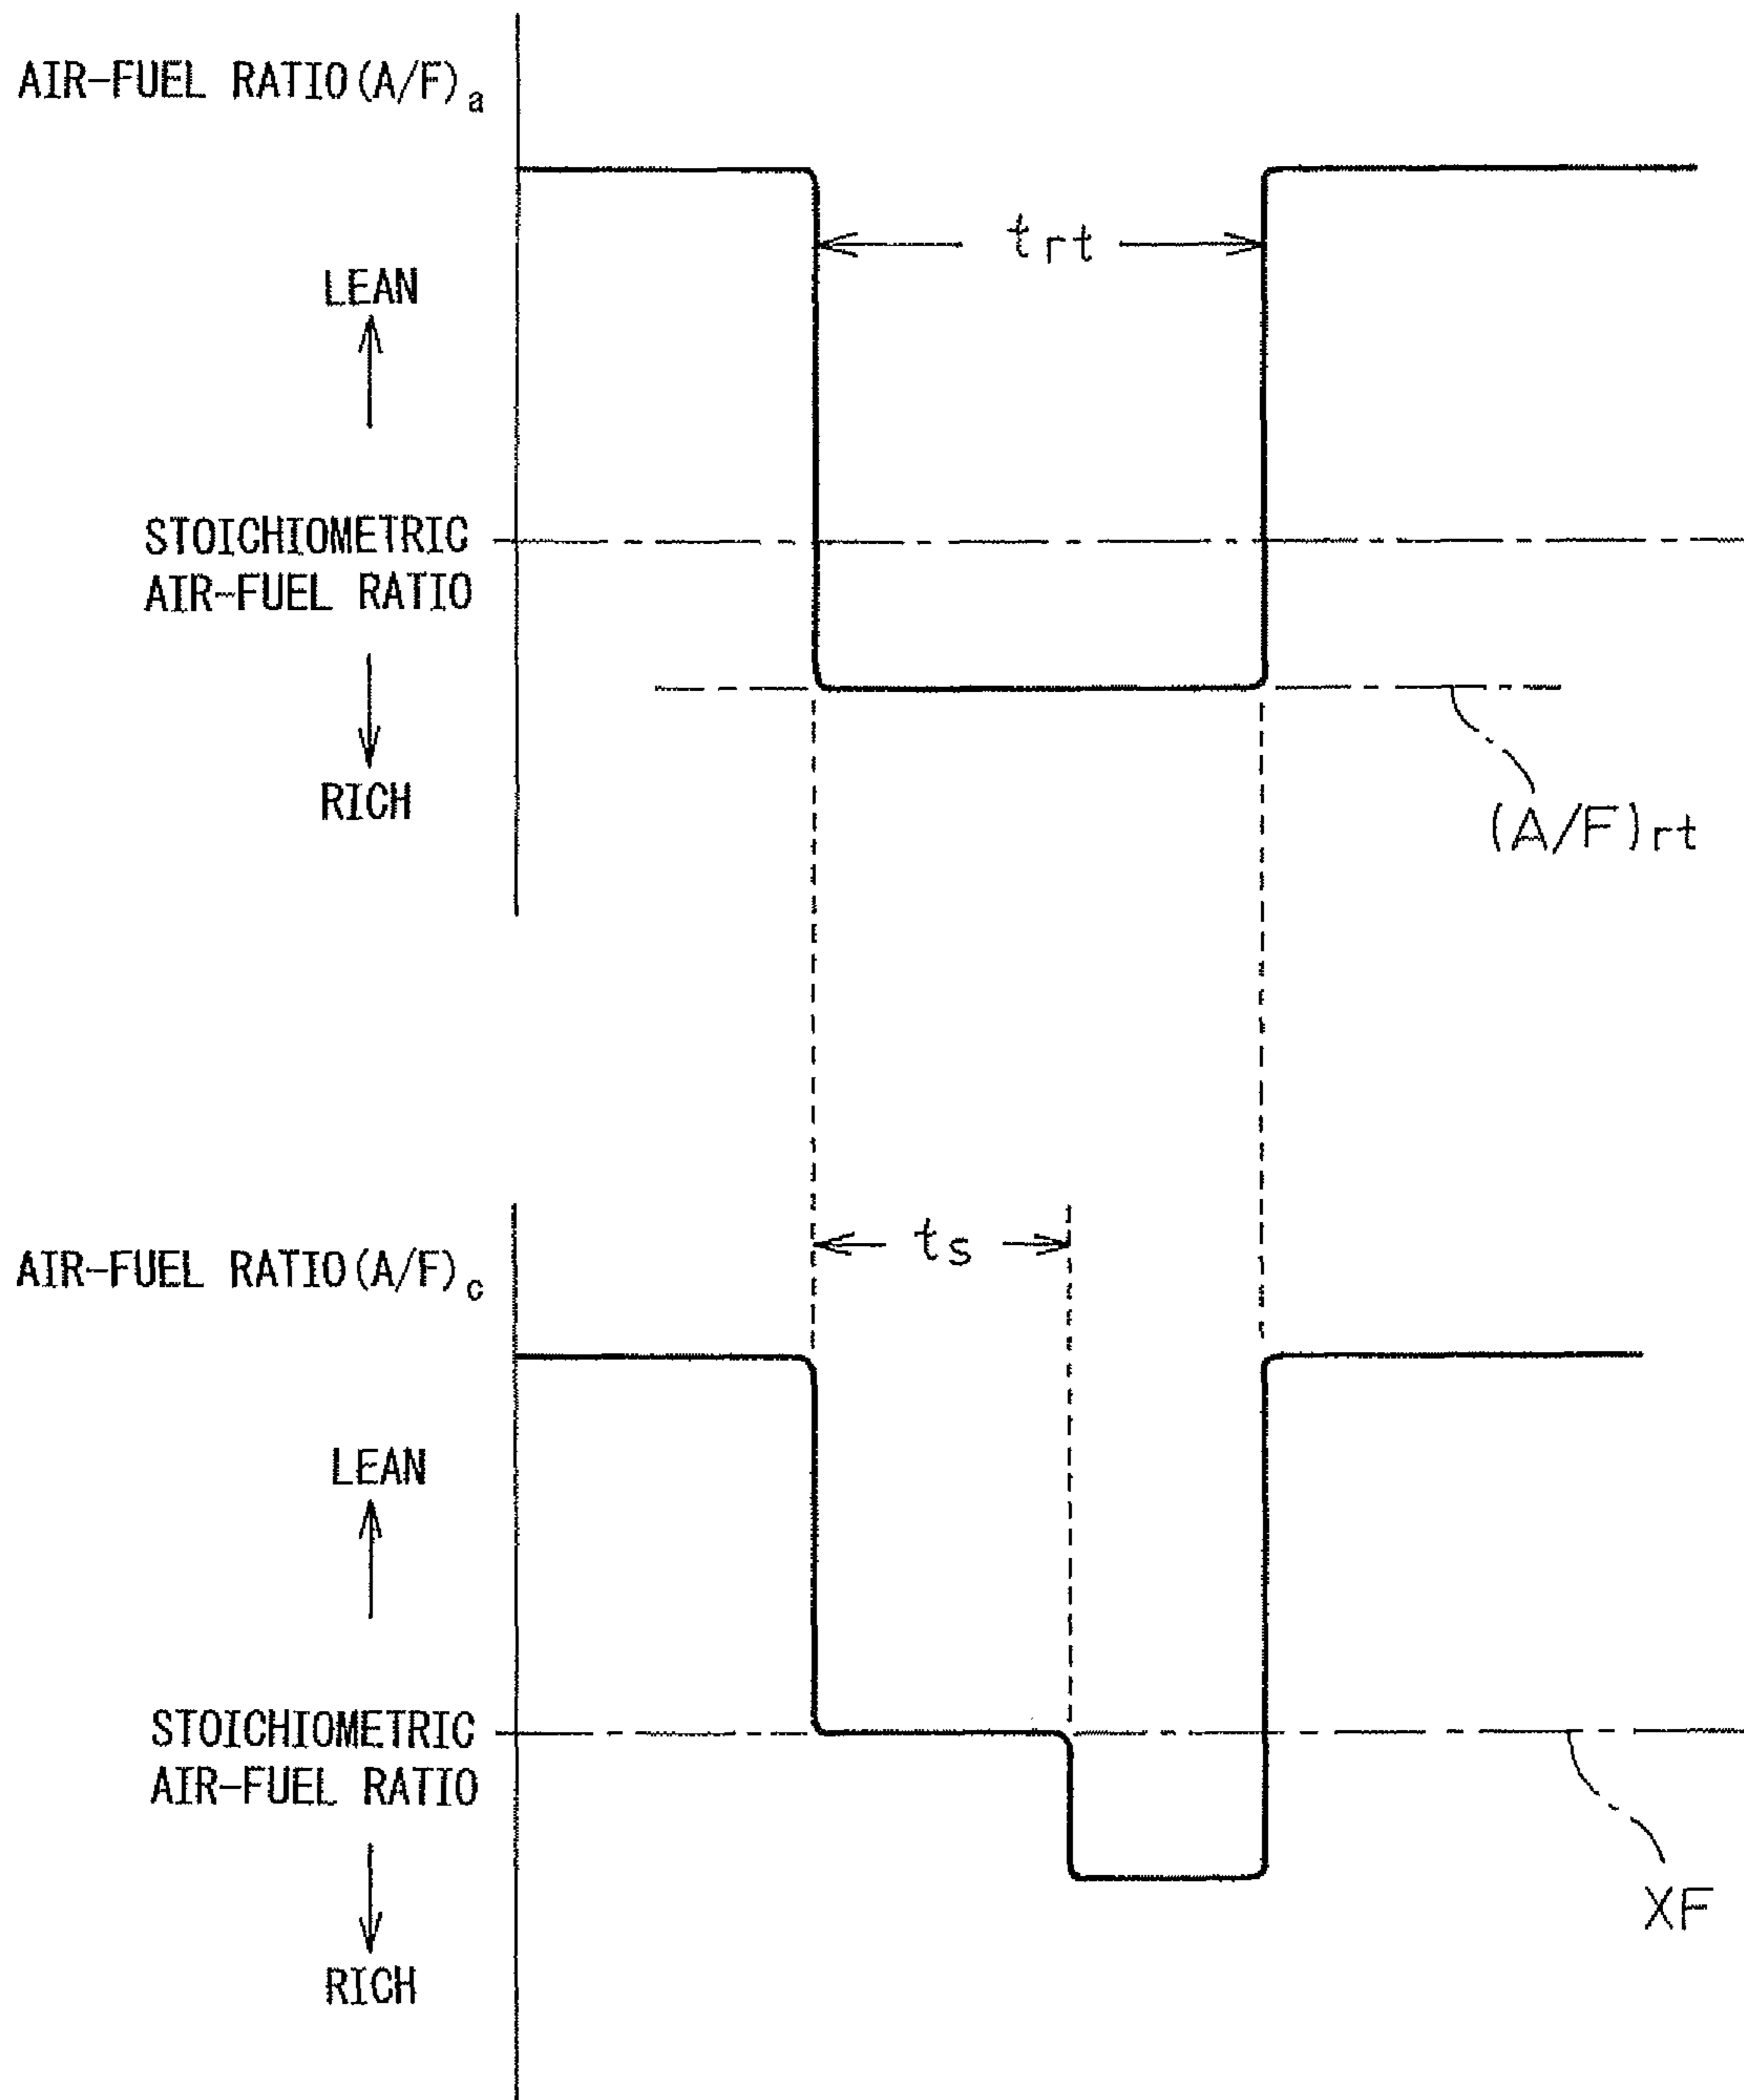 AIR-FUEL RATIO(A/F)a
trt
LEAN
STOICHIOMETRIC
AIR-FUEL RATIO
RICH
(A/F)rt
ts
AIR-FUEL RATIO(A/F)c
LEAN
STOICHIOMETRIC
AIR-FUEL RATIO
XF
RICH